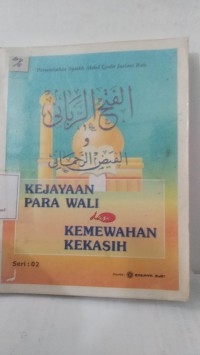 الفتح الرباني
و
الفيض الرحماني
KEJAYAAN
PARA WALI dan
KEMEWAHAN
KEKASIH
Seri : 02